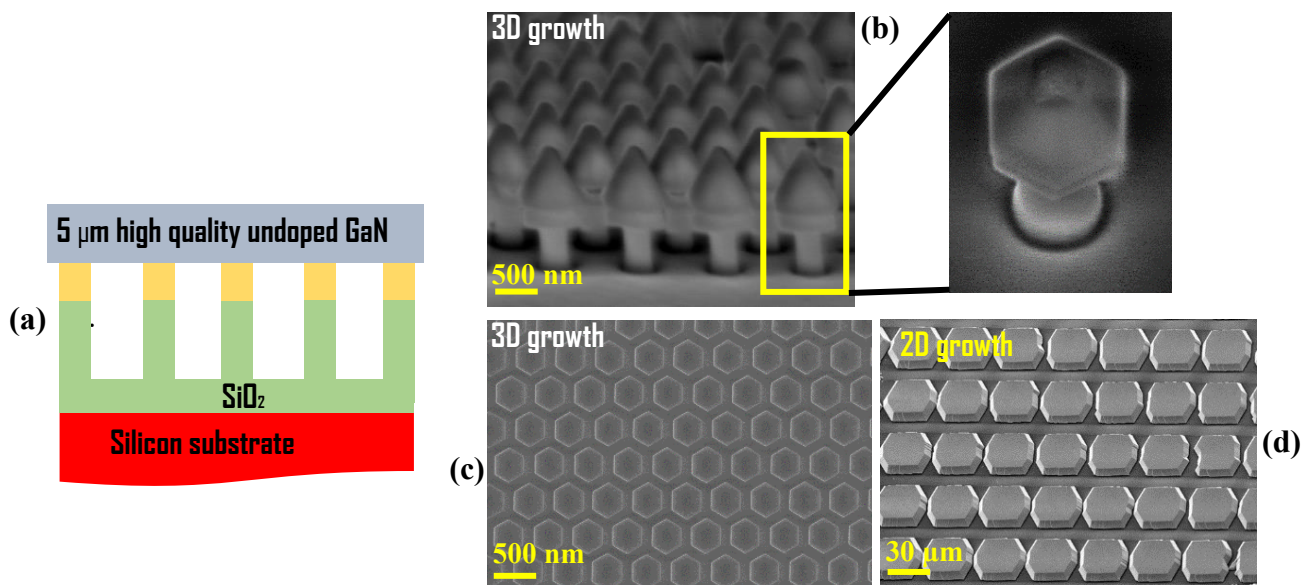 3D growth
(b)
500 nm
5 μm high quality undoped GaN
(a)
SiO2
Silicon substrate
3D growth
(c)
500 nm
2D growth
(d)
30 μm